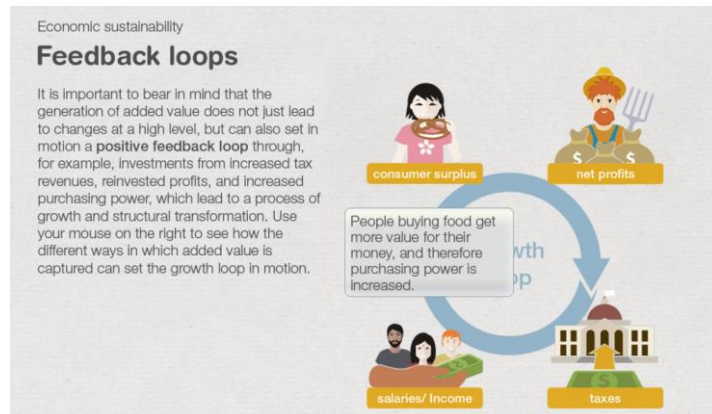 Economic sustainability
Feedback loops
It is important to bear in mind that the
generation of added value does not just lead
to changes at a high level, but can also set in
motion a positive feedback loop through,
for example, investments from increased tax
revenues, reinvested profits, and increased
purchasing power, which lead to a process of
growth and structural transformation. Use
your mouse on the right to see how the
different ways in which added value is
captured can set the growth loop in motion.
consumer surplus
net profits
People buying food get
more value for their
money, and therefore
purchasing power is
increased.
$ $
$
salaries/ Income
taxes